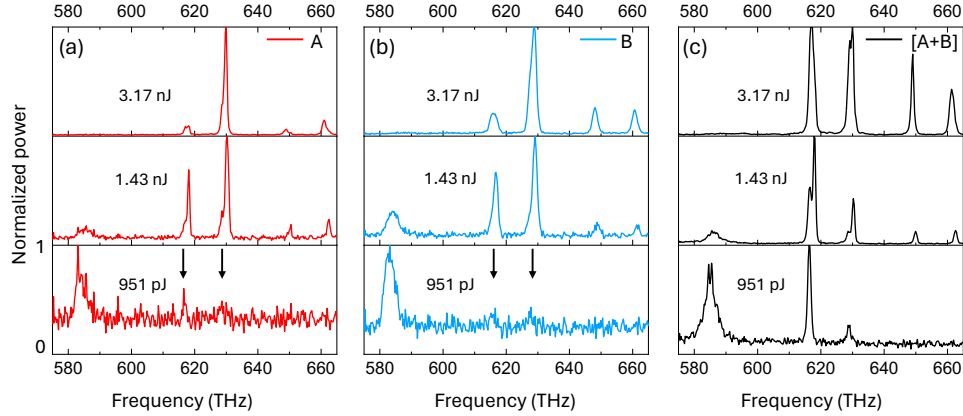 580 600 620 640 660
580 600 620 640 660
580 600 620 640 660
(a)
A
3.17 nJ
1.43 nJ
951 pJ
(b)
B
3.17 nJ
1.43 nJ
951 pJ
(c)
[A+B]
3.17 nJ
1.43 nJ
951 pJ
Normalized power
1
0
580 600 620 640 660
580 600 620 640 660
580 600 620 640 660
Frequency (THz)
Frequency (THz)
Frequency (THz)